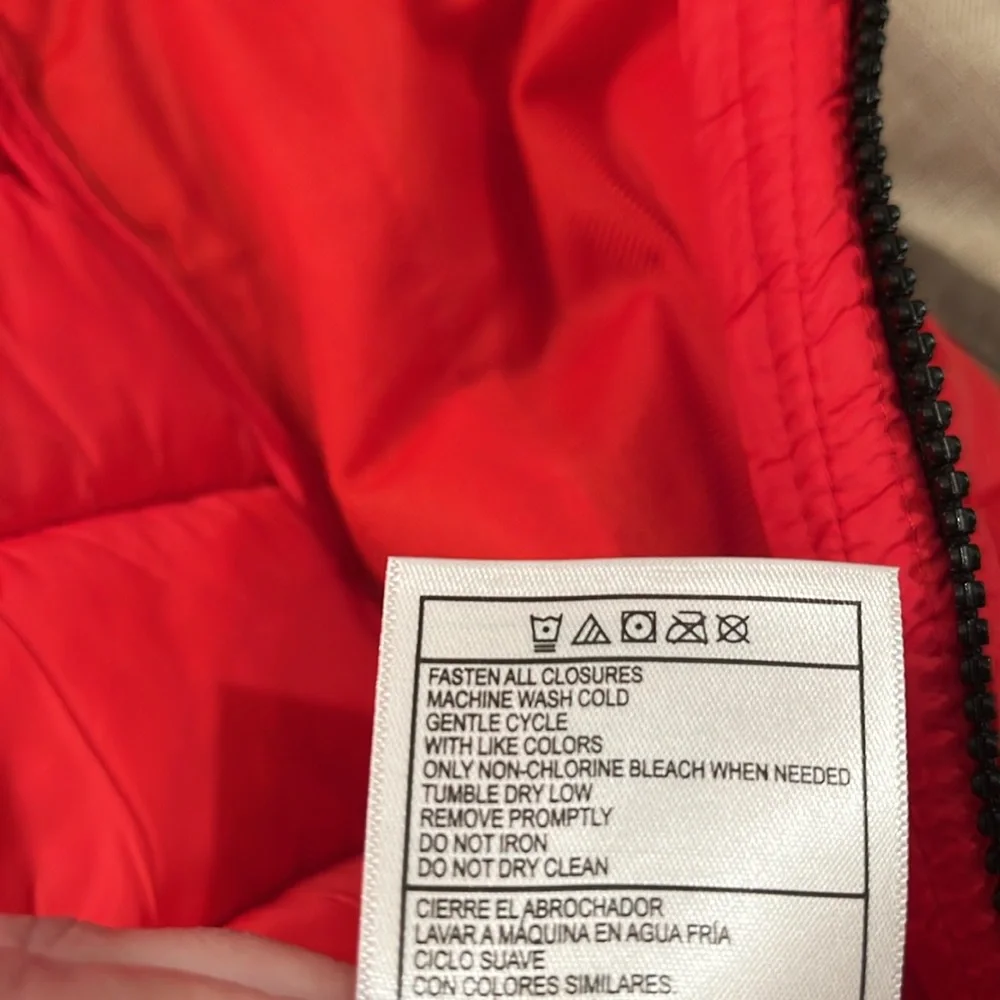 FASTEN ALL CLOSURES
MACHINE WASH COLD
GENTLE CYCLE
WITH LIKE COLORS
ONLY NON-CHLORINE BLEACH WHEN NEEDED
TUMBLE DRY LOW
REMOVE PROMPTLY
DO NOT IRON
DO NOT DRY CLEAN
CIERRE EL ABROCHADOR
LAVAR A MÁQUINA EN AGUA FRÍA
CICLO SUAVE
CON COLORES SIMILARES.